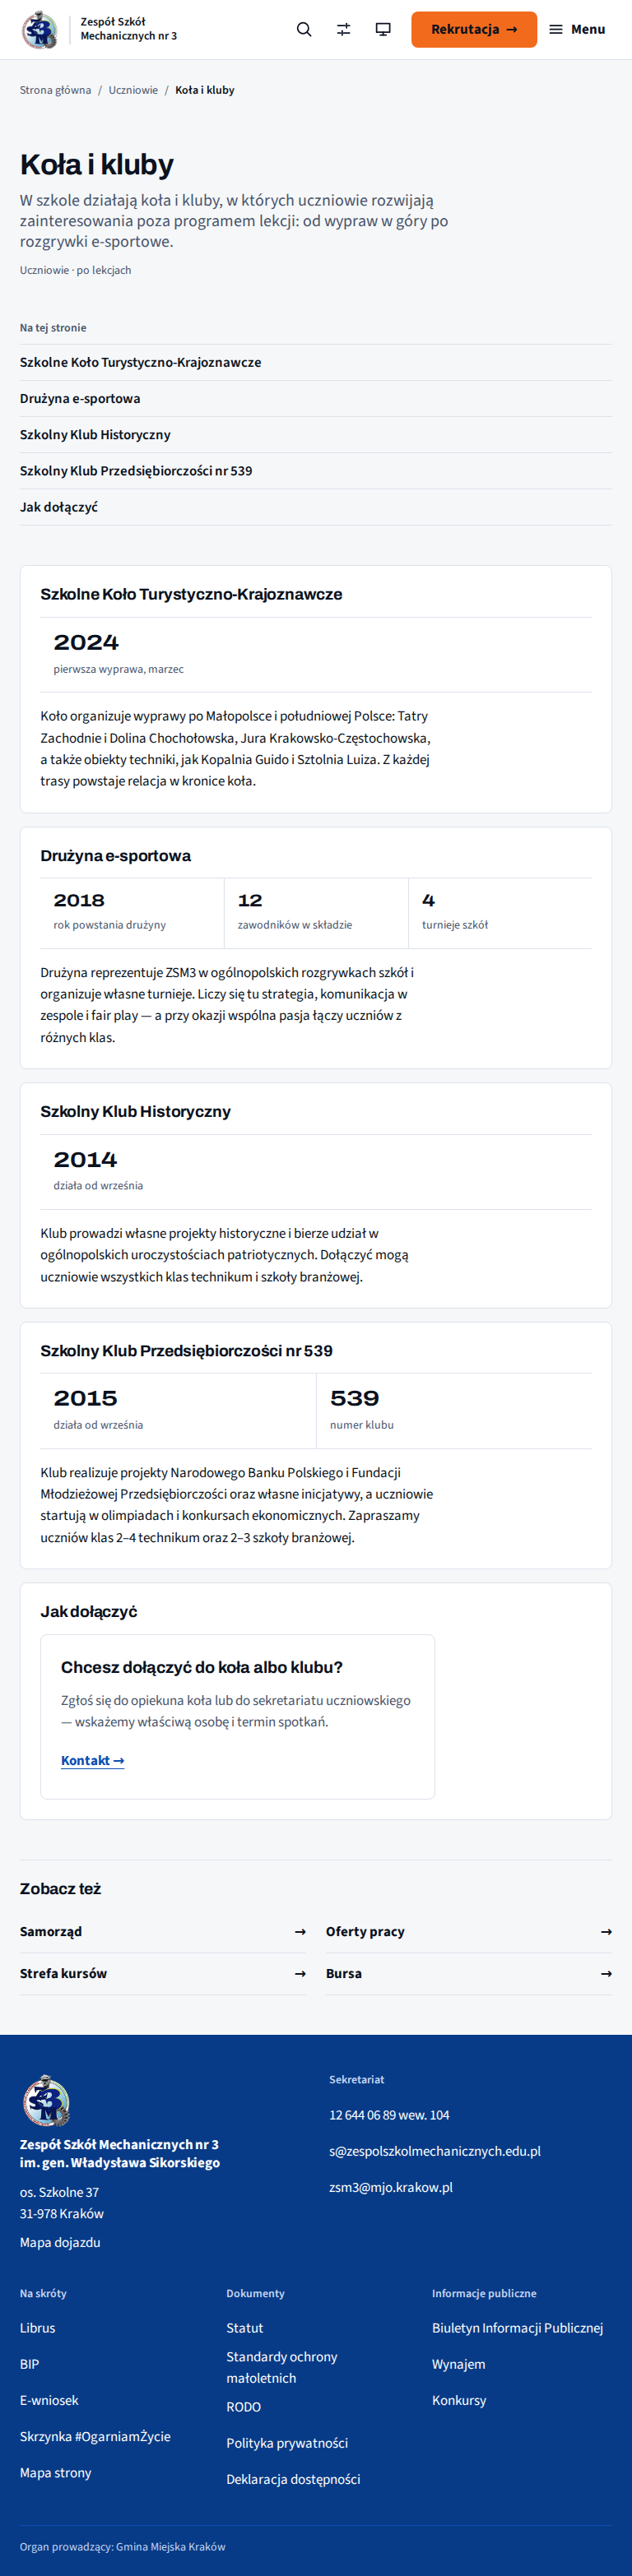 Zespół Szkół
Mechanicznych nr 3
Rekrutacja →
Menu
Strona główna / Uczniowie / Koła i kluby
Koła i kluby
W szkole działają koła i kluby, w których uczniowie rozwijają
zainteresowania poza programem lekcji: od wypraw w góry po
rozgrywki e-sportowe.
Uczniowie · po lekcjach
Na tej stronie
Szkolne Koło Turystyczno-Krajoznawcze
Drużyna e-sportowa
Szkolny Klub Historyczny
Szkolny Klub Przedsiębiorczości nr 539
Jak dołączyć
Szkolne Koło Turystyczno-Krajoznawcze
2024
pierwsza wyprawa, marzec
Koło organizuje wyprawy po Małopolsce i południowej Polsce: Tatry
Zachodnie i Dolina Chochołowska, Jura Krakowsko-Częstochowska,
a także obiekty techniki, jak Kopalnia Guido i Sztolnia Luiza. Z każdej
trasy powstaje relacja w kronice koła.
Drużyna e-sportowa
2018 12 4
rok powstania drużyny zawodników w składzie turnieje szkół
Drużyna reprezentuje ZSM3 w ogólnopolskich rozgrywkach szkół i
organizuje własne turnieje. Liczy się tu strategia, komunikacja w
zespole i fair play — a przy okazji wspólna pasja łączy uczniów z
różnych klas.
Szkolny Klub Historyczny
2014
działa od września
Klub prowadzi własne projekty historyczne i bierze udział w
ogólnopolskich uroczystościach patriotycznych. Dołączyć mogą
uczniowie wszystkich klas technikum i szkoły branżowej.
Szkolny Klub Przedsiębiorczości nr 539
2015 539
działa od września numer klubu
Klub realizuje projekty Narodowego Banku Polskiego i Fundacji
Młodzieżowej Przedsiębiorczości oraz własne inicjatywy, a uczniowie
startują w olimpiadach i konkursach ekonomicznych. Zapraszamy
uczniów klas 2–4 technikum oraz 2–3 szkoły branżowej.
Jak dołączyć
Chcesz dołączyć do koła albo klubu?
Zgłoś się do opiekuna koła lub do sekretariatu uczniowskiego
— wskażemy właściwą osobę i termin spotkań.
Kontakt →
Zobacz też
Samorząd → Oferty pracy →
Strefa kursów → Bursa →
Zespół Szkół Mechanicznych nr 3
im. gen. Władysława Sikorskiego
os. Szkolne 37
31-978 Kraków
Mapa dojazdu
Sekretariat
12 644 06 89 wew. 104
s@zespolszkolmechanicznych.edu.pl
zsm3@mjo.krakow.pl
Na skróty
Librus
BIP
E-wniosek
Skrzynka #OgarniamŻycie
Mapa strony
Dokumenty
Statut
Standardy ochrony
małoletnich
RODO
Polityka prywatności
Deklaracja dostępności
Informacje publiczne
Biuletyn Informacji Publicznej
Wynajem
Konkursy
Organ prowadzący: Gmina Miejska Kraków